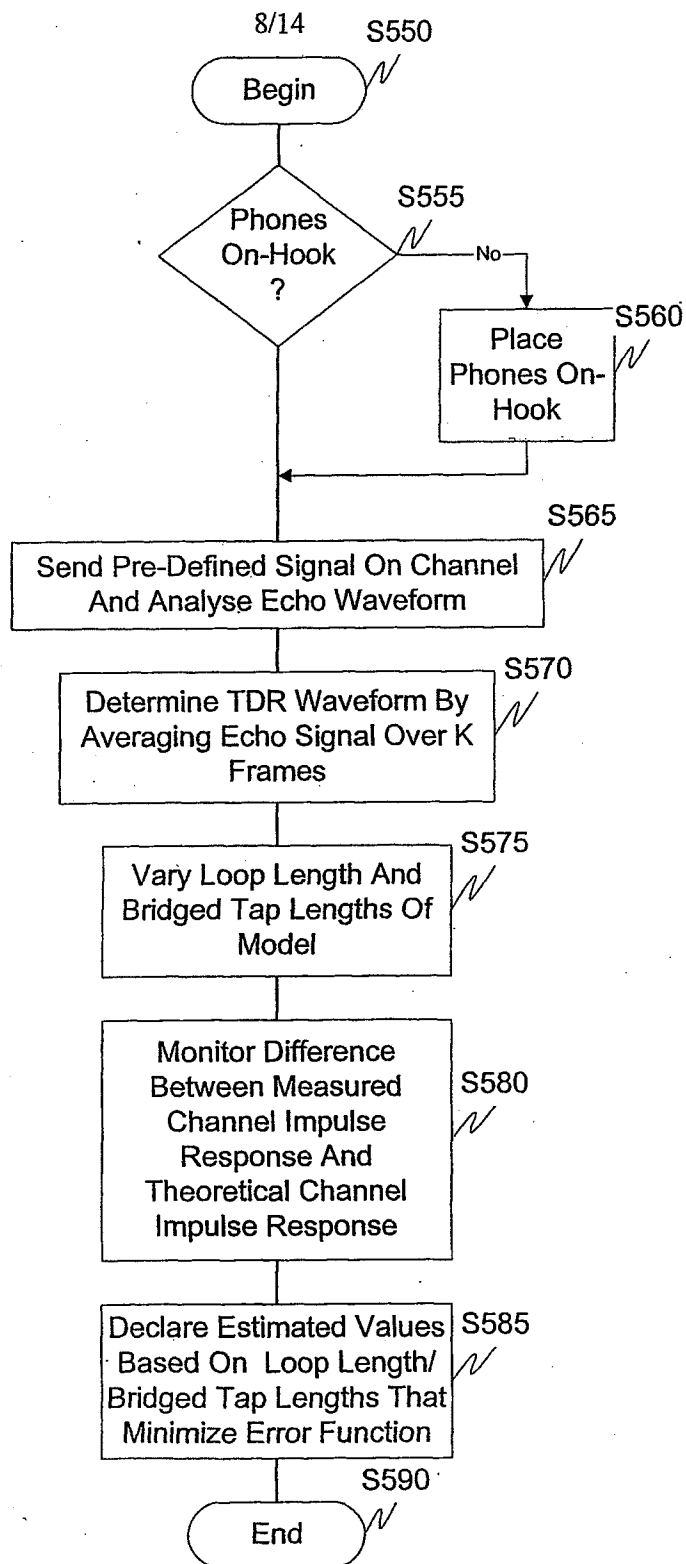 8/14
S550
Begin
S555
Phones
On-Hook
?
No
S560
Place
Phones On-
Hook
S565
Send Pre-Defined Signal On Channel
And Analyse Echo Waveform
S570
Determine TDR Waveform By
Averaging Echo Signal Over K
Frames
S575
Vary Loop Length And
Bridged Tap Lengths Of
Model
S580
Monitor Difference
Between Measured
Channel Impulse
Response And
Theoretical Channel
Impulse Response
S585
Declare Estimated Values
Based On Loop Length/
Bridged Tap Lengths That
Minimize Error Function
S590
End